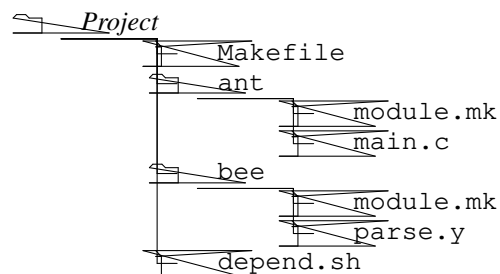 Project
Makefile
ant
module.mk
main.c
bee
module.mk
parse.y
depend.sh